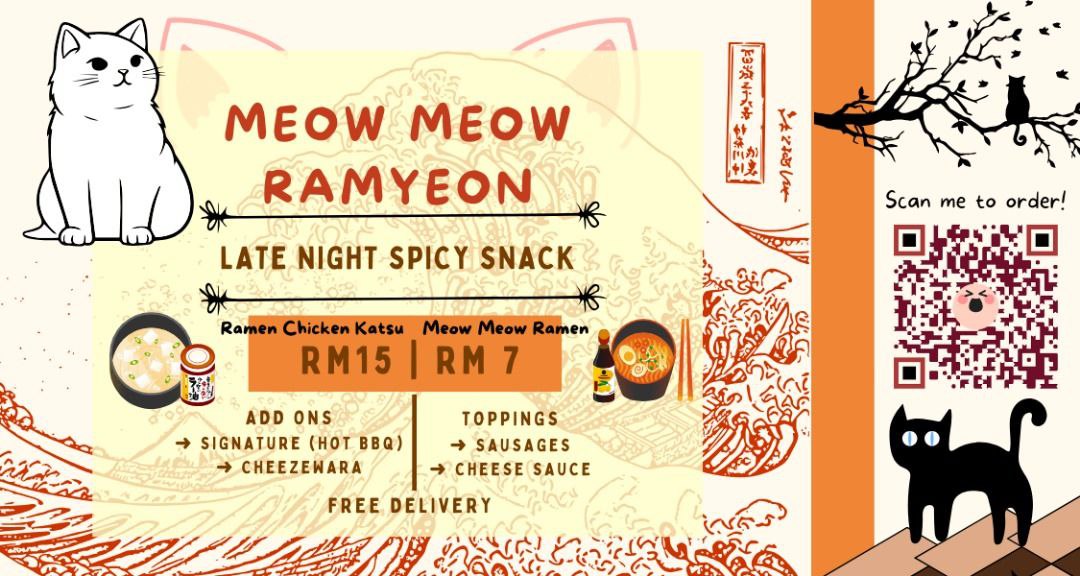 MEOW MEOW
RAMYEON
LATE NIGHT SPICY SNACK
Ramen Chicken Katsu Meow Meow Ramen
RM15 | RM 7
ADD ONS
→ SIGNATURE (HOT BBQ)
→ CHEEZEWARA
TOPPINGS
→ SAUSAGES
→ CHEESE SAUCE
FREE DELIVERY
Scan me to order!